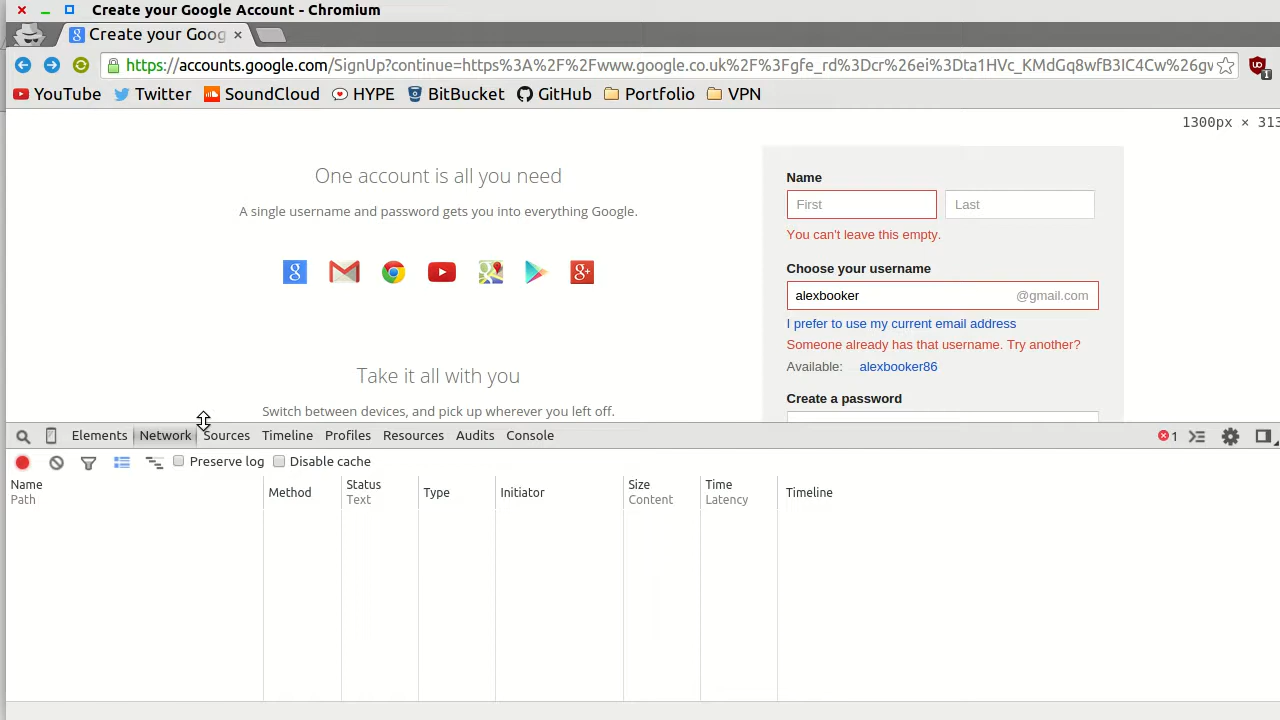 Create your Google Account - Chromium
Create your Goog
https://accounts.google.com/SignUp?continue=https%3A%2F%2Fwww.google.co.uk%2F%3Fgfe_rd%3Dcr%26ei%3Dta1HVc_KMdGq8wfB3IC4Cw%26gv
YouTube Twitter SoundCloud HYPE BitBucket GitHub Portfolio VPN
1300px × 313
One account is all you need
A single username and password gets you into everything Google.
Take it all with you
Switch between devices, and pick up wherever you left off.
Name
First Last
You can't leave this empty.
Choose your username
alexbooker @gmail.com
I prefer to use my current email address
Someone already has that username. Try another?
Available: alexbooker86
Create a password
Elements Network Sources Timeline Profiles Resources Audits Console 1
Preserve log Disable cache
Name Method Status Type Initiator Size Time Timeline
Path Text Content Latency